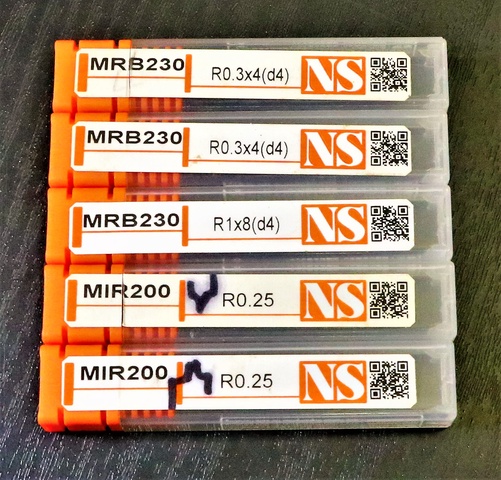 MRB230 R0.3x4(d4) NS
MRB230 R0.3x4(d4) NS
MRB230 R1x8(d4) NS
MIR200 R0.25 NS
MIR200 R0.25 NS